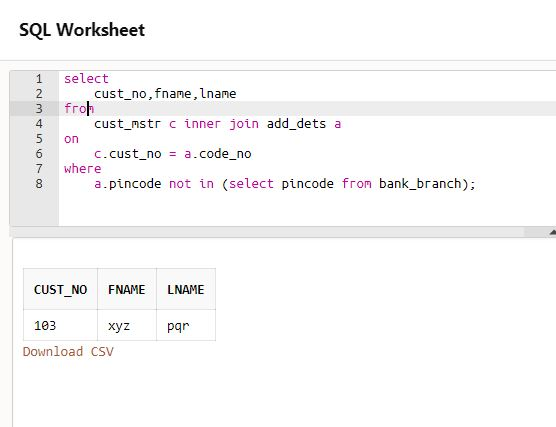 SQL Worksheet
1 select
2 cust_no,fname,lname
3 from
4 cust_mstr c inner join add_dets a
5 on
6 c.cust_no = a.code_no
7 where
8 a.pincode not in (select pincode from bank_branch);
CUST_NO FNAME LNAME
103 xyz pqr
Download CSV